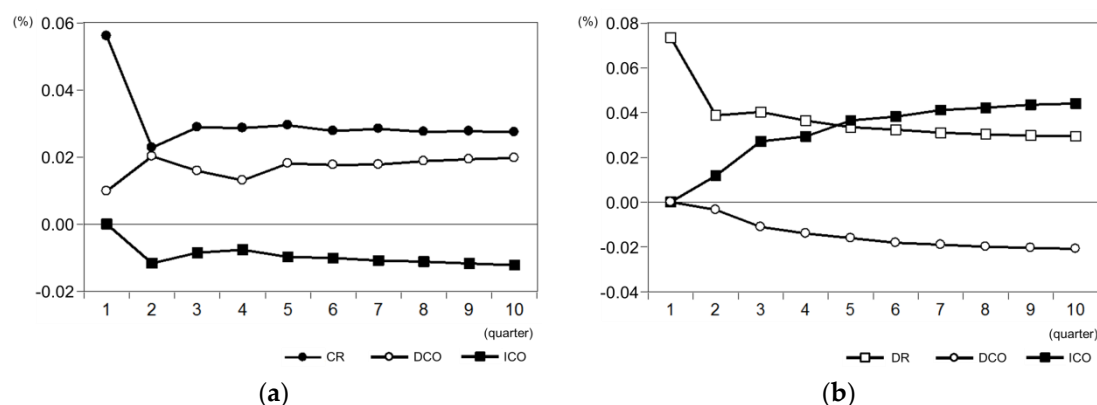 (%)
0.06
0.04
0.02
0.00
-0.02
1 2 3 4 5 6 7 8 9 10
(quarter)
CR DCO ICO
(a)
(%)
0.08
0.06
0.04
0.02
0.00
-0.02
-0.04
1 2 3 4 5 6 7 8 9 10
(quarter)
DR DCO ICO
(b)